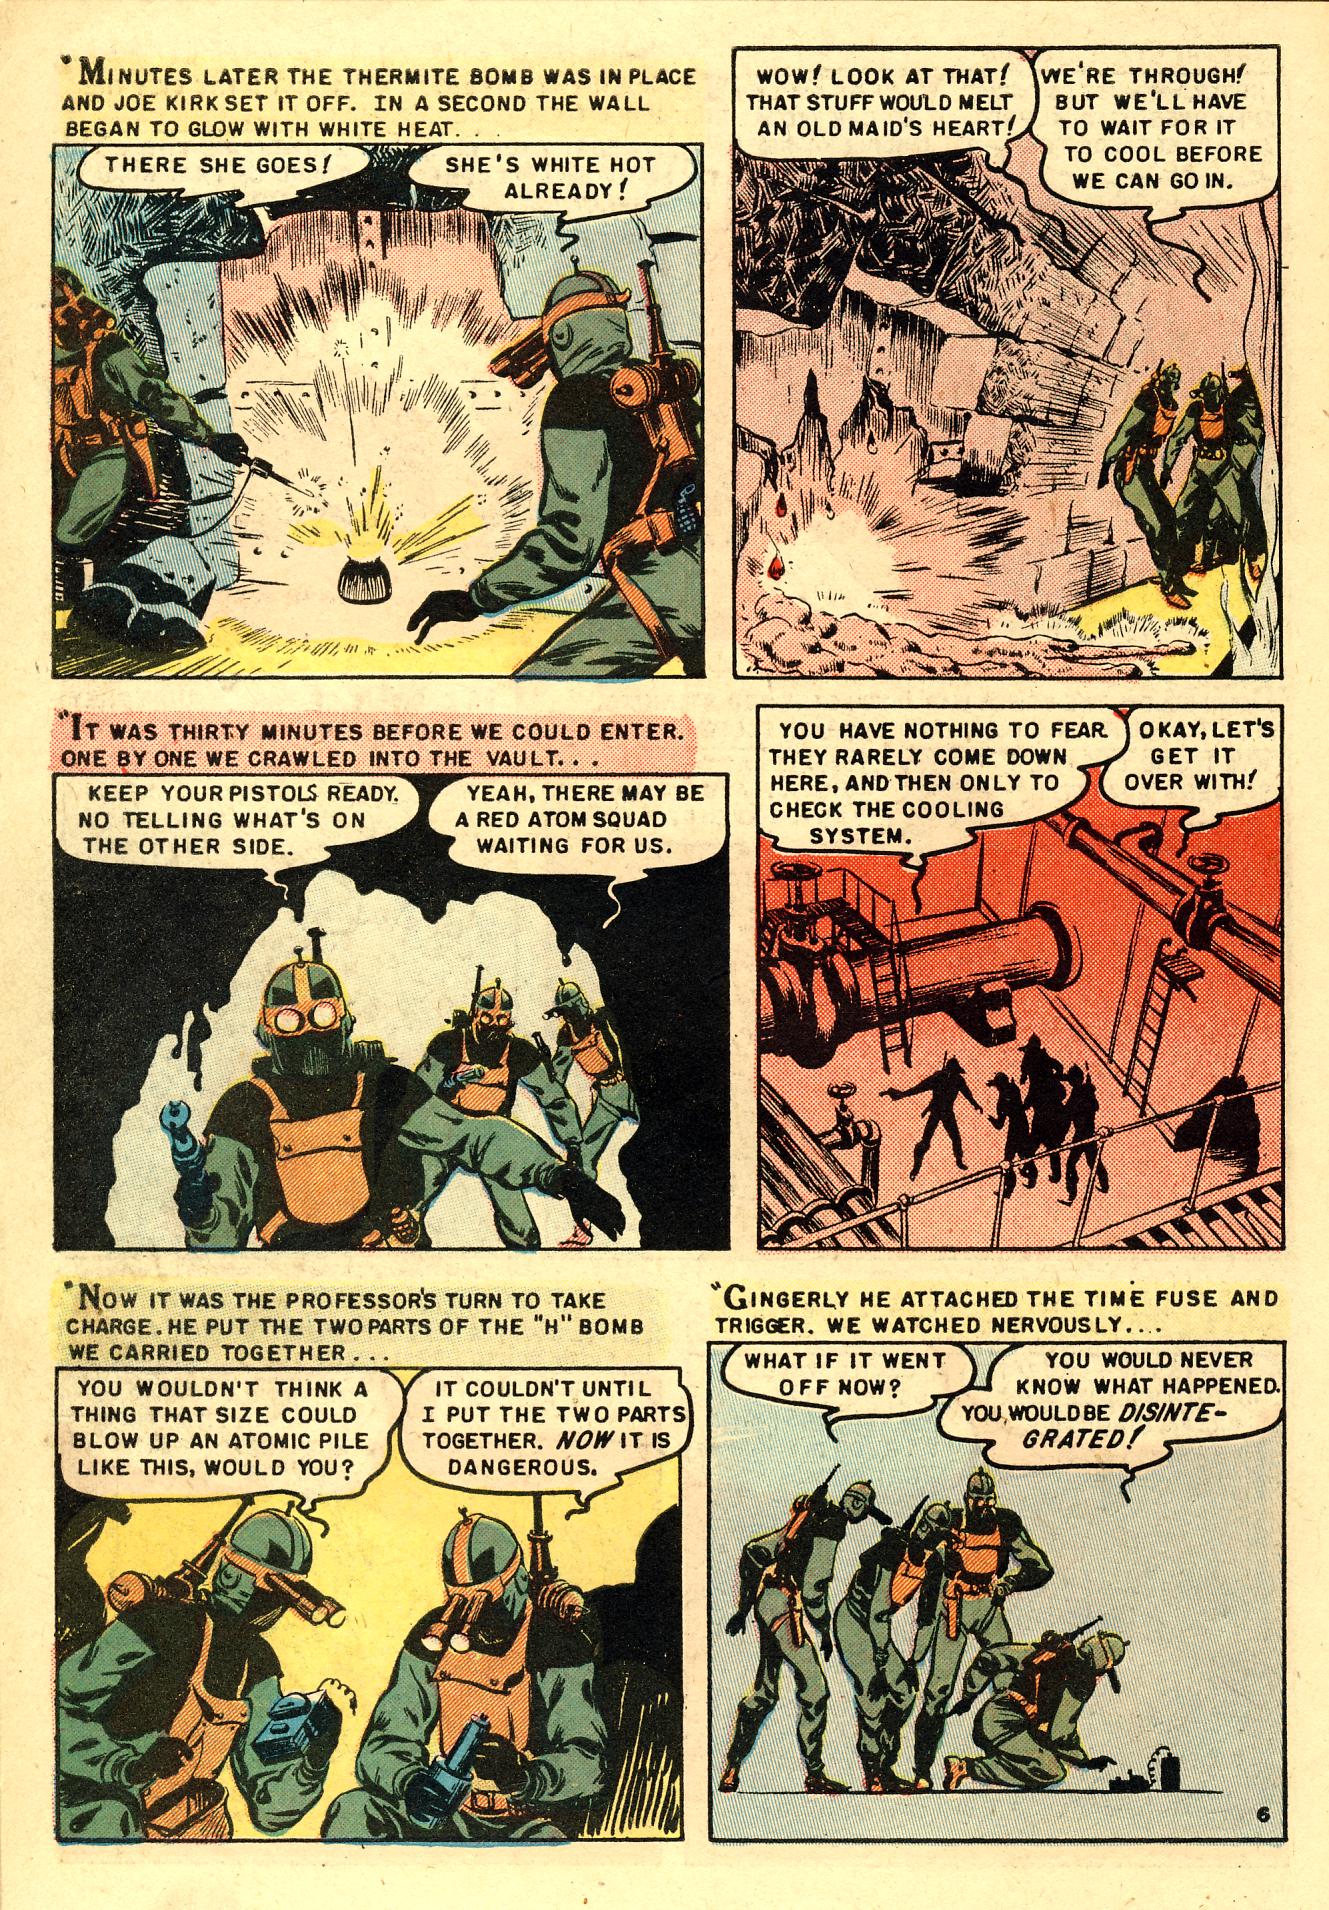 "MINUTES LATER THE THERMITE BOMB WAS IN PLACE
AND JOE KIRK SET IT OFF. IN A SECOND THE WALL
BEGAN TO GLOW WITH WHITE HEAT. . .
THERE SHE GOES!
SHE'S WHITE HOT
ALREADY!
WOW! LOOK AT THAT!
THAT STUFF WOULD MELT
AN OLD MAID'S HEART!
WE'RE THROUGH!
BUT WE'LL HAVE
TO WAIT FOR IT
TO COOL BEFORE
WE CAN GO IN.
"IT WAS THIRTY MINUTES BEFORE WE COULD ENTER.
ONE BY ONE WE CRAWLED INTO THE VAULT. . .
KEEP YOUR PISTOLS READY.
NO TELLING WHAT'S ON
THE OTHER SIDE.
YEAH, THERE MAY BE
A RED ATOM SQUAD
WAITING FOR US.
YOU HAVE NOTHING TO FEAR.
THEY RARELY COME DOWN
HERE, AND THEN ONLY TO
CHECK THE COOLING
SYSTEM.
OKAY, LET'S
GET IT
OVER WITH!
"NOW IT WAS THE PROFESSOR'S TURN TO TAKE
CHARGE. HE PUT THE TWO PARTS OF THE "H" BOMB
WE CARRIED TOGETHER . . .
YOU WOULDN'T THINK A
THING THAT SIZE COULD
BLOW UP AN ATOMIC PILE
LIKE THIS, WOULD YOU?
IT COULDN'T UNTIL
I PUT THE TWO PARTS
TOGETHER. NOW IT IS
DANGEROUS.
"GINGERLY HE ATTACHED THE TIME FUSE AND
TRIGGER. WE WATCHED NERVOUSLY. . . .
WHAT IF IT WENT
OFF NOW?
YOU WOULD NEVER
KNOW WHAT HAPPENED.
YOU WOULD BE DISINTE-
GRATED!
6